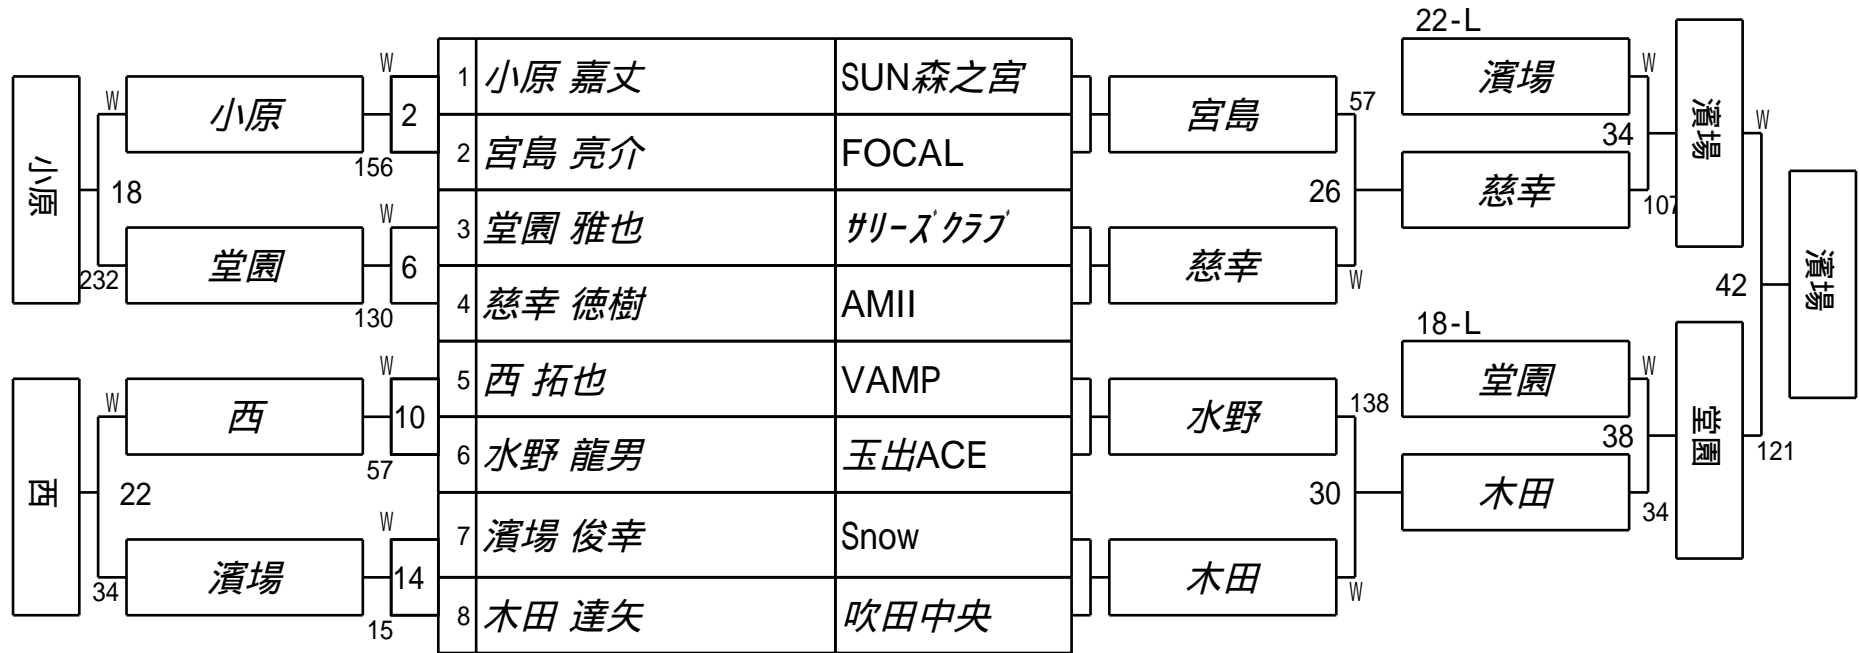 22-L
W
1 小原 嘉丈 SUN森之宮
W
濱場
W
W
小原
2
宮島
57
濱場
W
2 宮島 亮介 FOCAL
34
156
小原
18
W
26
慈幸
107
3 堂園 雅也 サリーズクラブ
232
堂園
6
慈幸
W
濱場
4 慈幸 徳樹 AMII
42
130
18-L
W
5 西 拓也 VAMP
堂園
W
W
西
10
水野
138
堂園
38
121
6 水野 龍男 玉出ACE
57
西
22
30
木田
34
W
7 濱場 俊幸 Snow
34
濱場
14
木田
W
8 木田 達矢 吹田中央
15